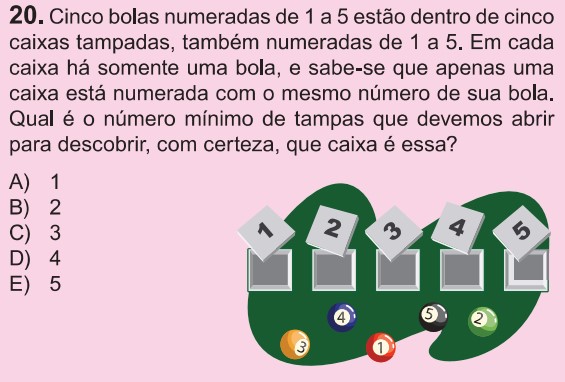 20. Cinco bolas numeradas de 1 a 5 estão dentro de cinco
caixas tampadas, também numeradas de 1 a 5. Em cada
caixa há somente uma bola, e sabe-se que apenas uma
caixa está numerada com o mesmo número de sua bola.
Qual é o número mínimo de tampas que devemos abrir
para descobrir, com certeza, que caixa é essa?
A) 1
B) 2
C) 3
D) 4
E) 5
1 2 3 4 5
4 5 2
3 1